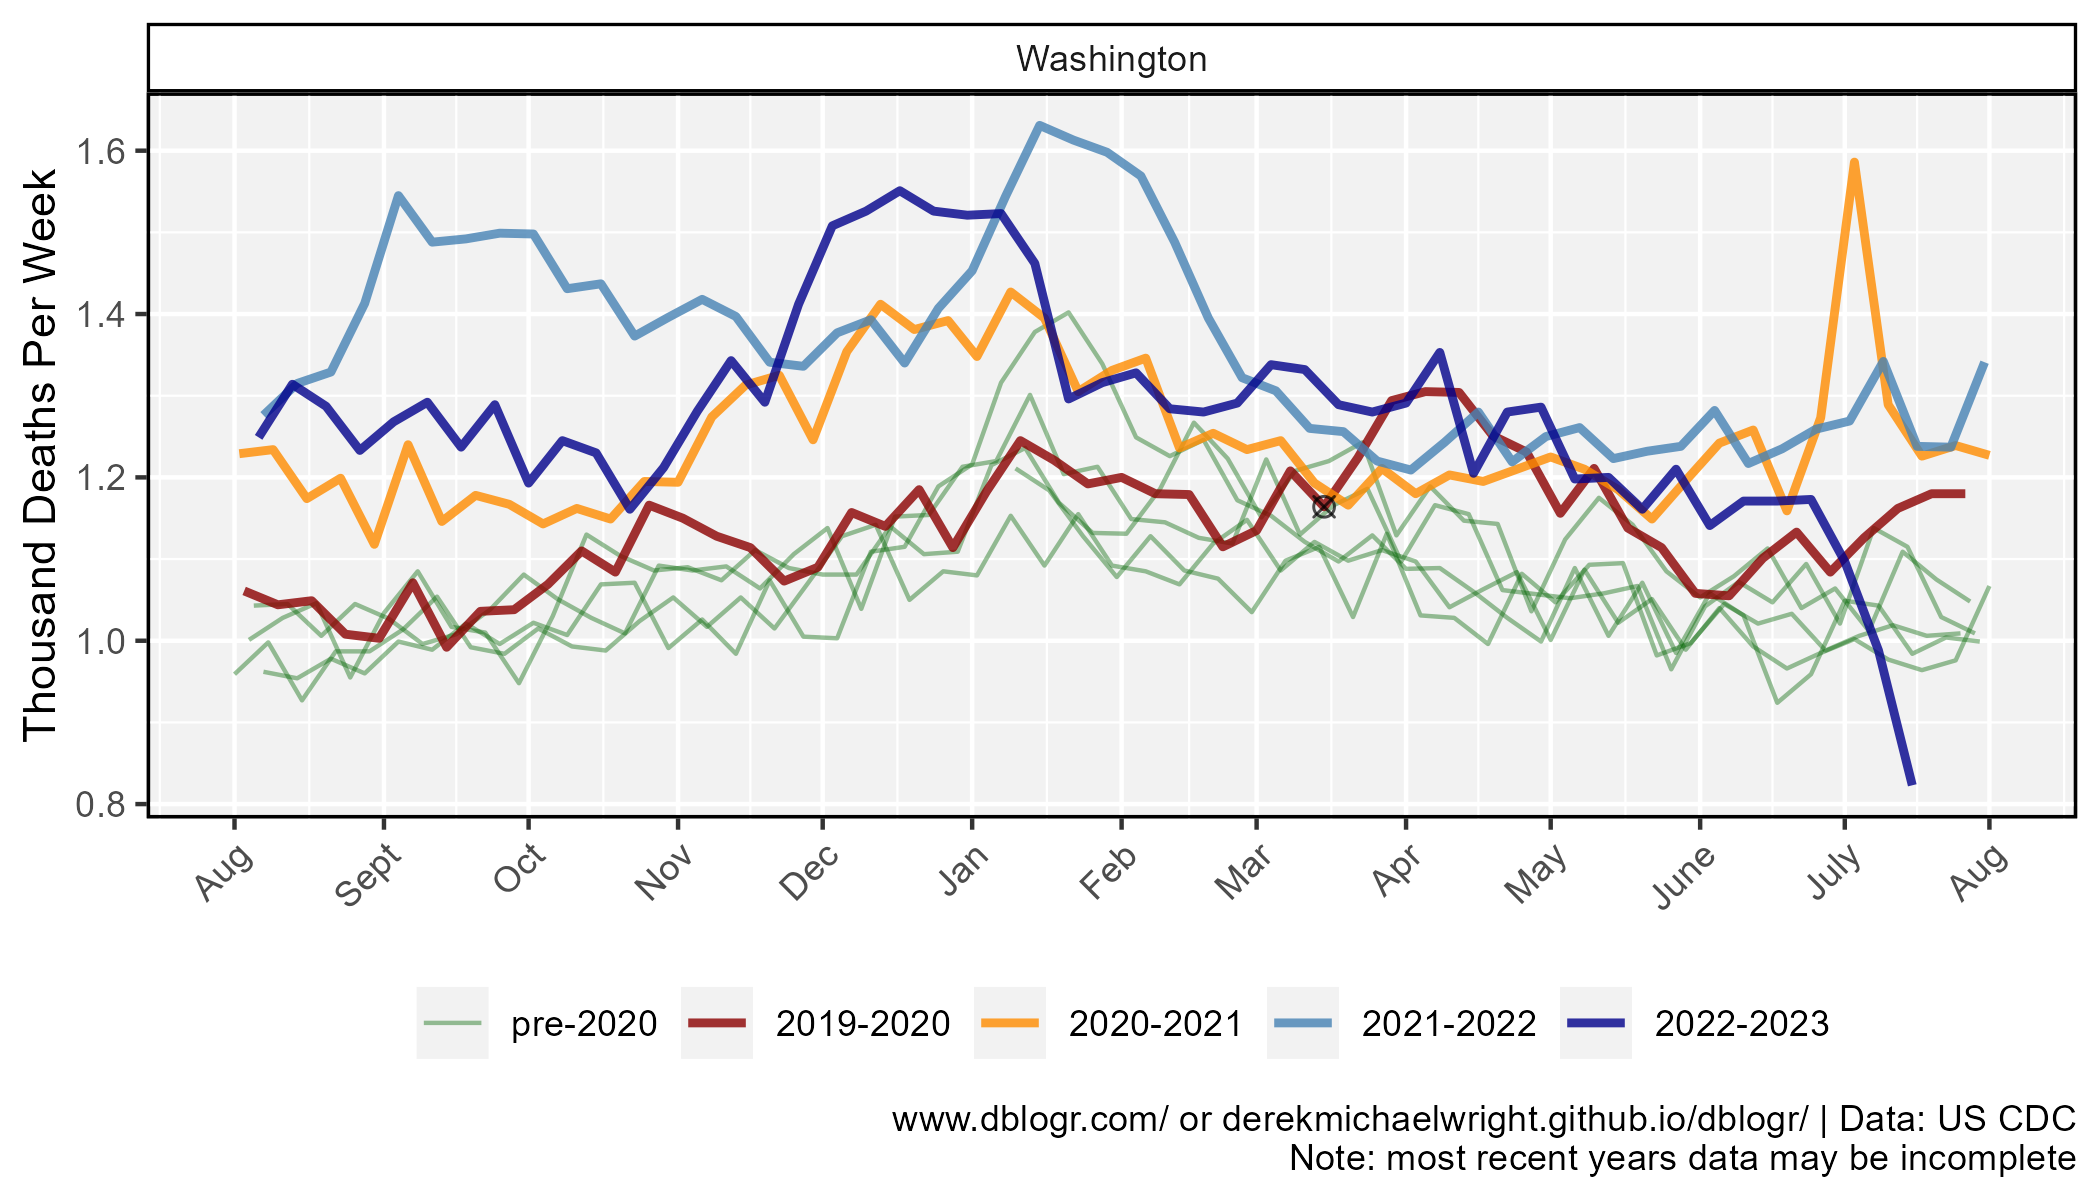 Washington
Thousand Deaths Per Week
1.6
1.4
1.2
1.0
0.8
Aug Sept Oct Nov Dec Jan Feb Mar Apr May June July Aug
pre-2020 2019-2020 2020-2021 2021-2022 2022-2023
www.dblogr.com/ or derekmichaelwright.github.io/dblogr/ | Data: US CDC
Note: most recent years data may be incomplete